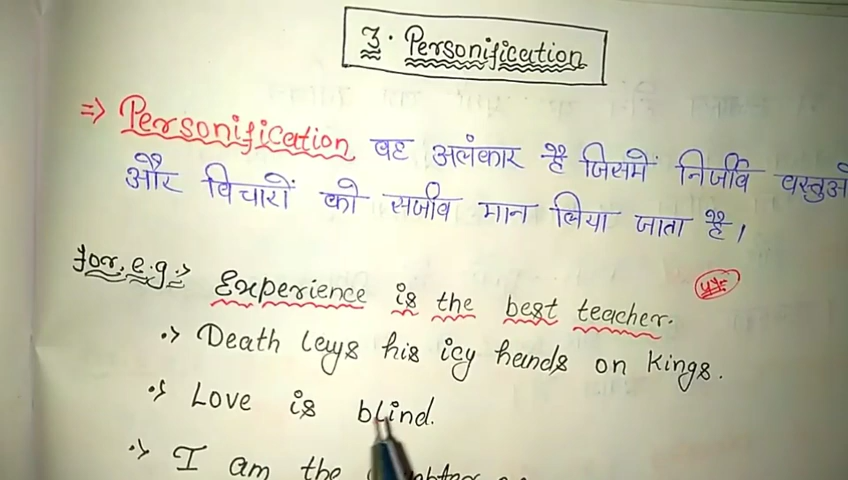 3. Personification
⇒ Personification वह अलंकार है जिसमें निर्जीव वस्तुओ
और विचारों को सजीव मान लिया जाता है।
for, e.g:> Experience is the best teacher.
·> Death leys his icy hands on kings.
·> Love is blind.
·> I am the